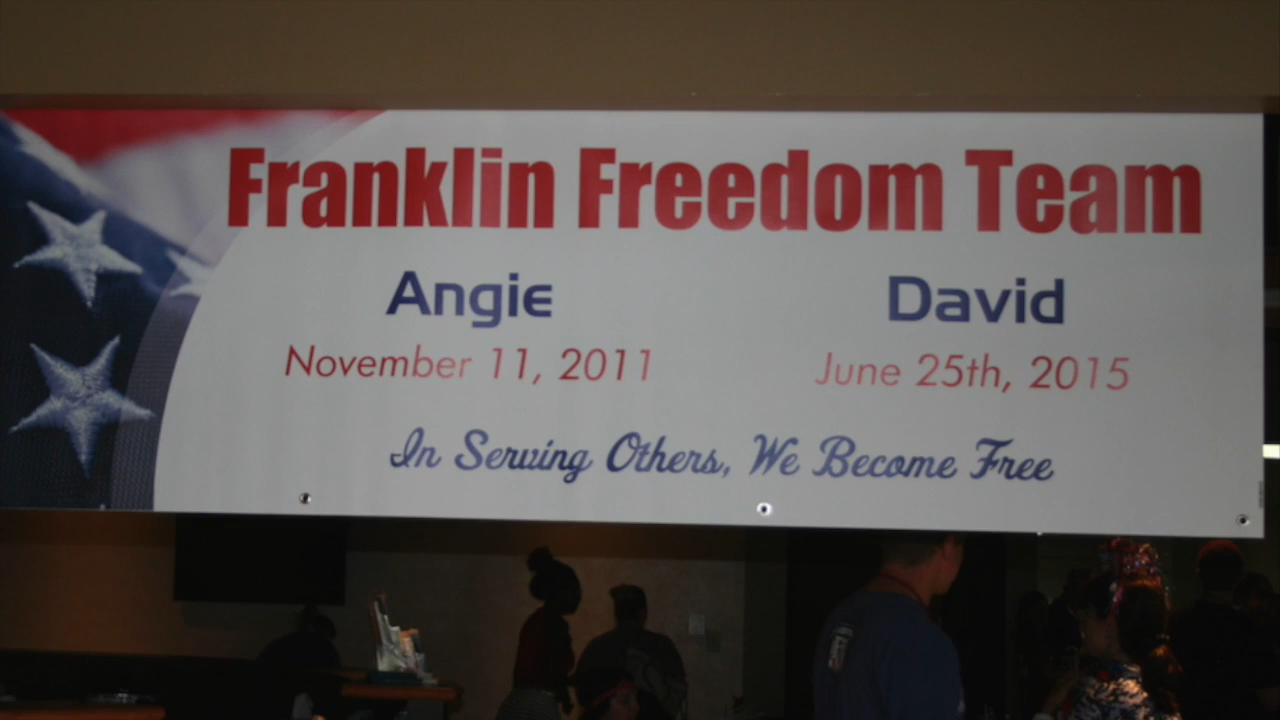 Franklin Freedom Team
Angie David
November 11, 2011 June 25th, 2015
In Serving Others, We Become Free